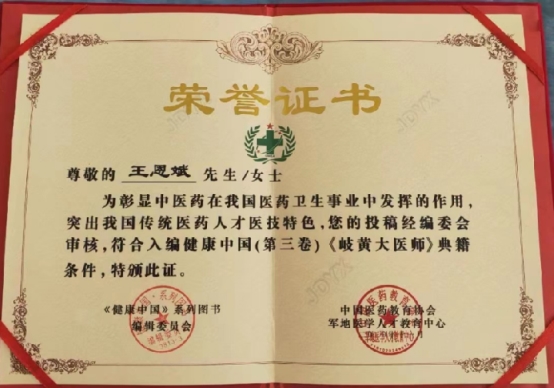 荣誉证书
尊敬的 王恩斌 先生/女士
为彰显中医药在我国医药卫生事业中发挥的作用，
突出我国传统医药人才医技特色，您的投稿经编委会
审核，符合入编健康中国(第三卷)《岐黄大医师》典籍
条件，特颁此证。
《健康中国》系列图书
编辑委员会
中国医药教育协会
军地医学人才教育中心